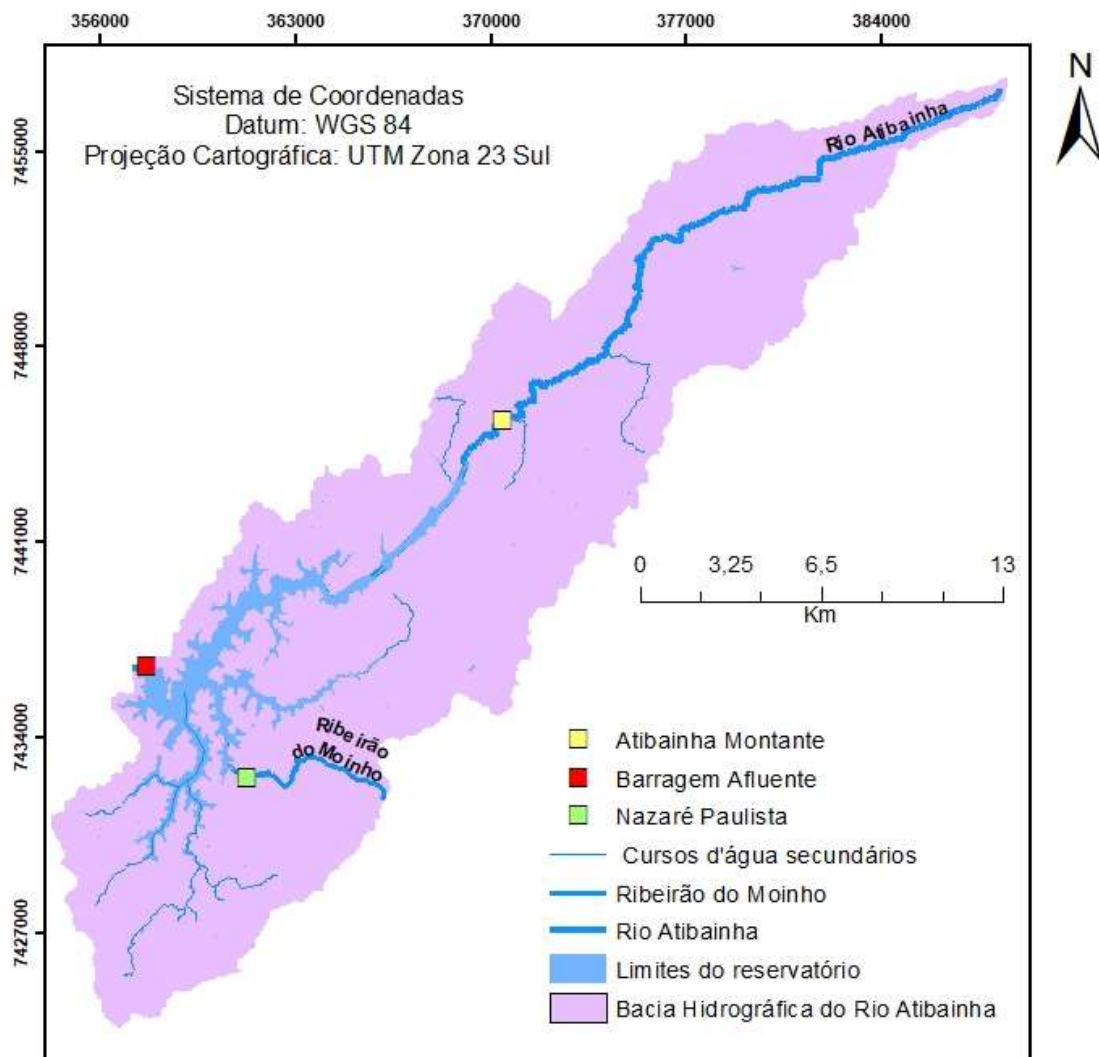 356000 363000 370000 377000 384000
N
Sistema de Coordenadas
Datum: WGS 84
Projeção Cartográfica: UTM Zona 23 Sul
Rio Atibainha
7455000
7448000
7441000
7434000
7427000
0 3,25 6,5 13
Km
Ribeirão
do Moinho
Atibainha Montante
Barragem Afluente
Nazaré Paulista
Cursos d'água secundários
Ribeirão do Moinho
Rio Atibainha
Limites do reservatório
Bacia Hidrográfica do Rio Atibainha